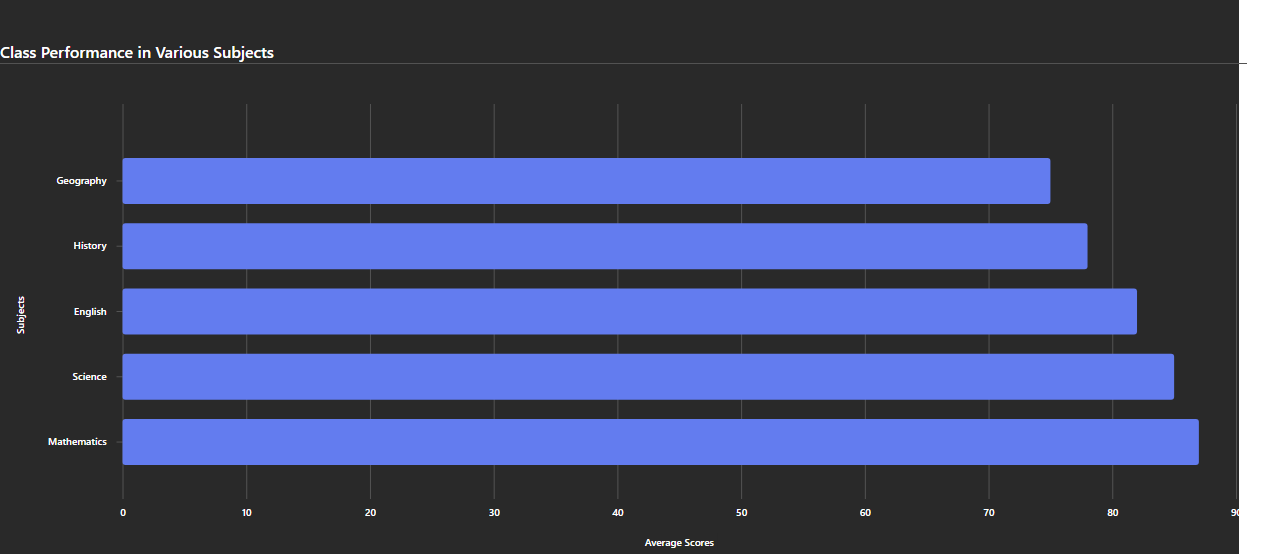 Class Performance in Various Subjects
Geography
History
English
Science
Mathematics
Subjects
0 10 20 30 40 50 60 70 80 90
Average Scores